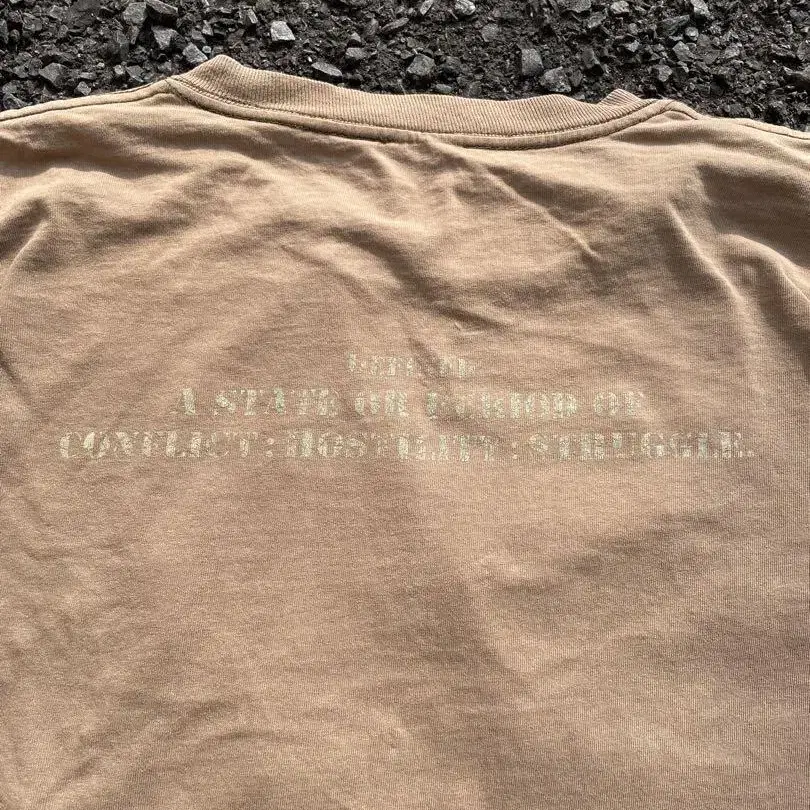 A STATE OR PERIOD OF
CONFLICT: HOSTILITY: STRUGGLE.